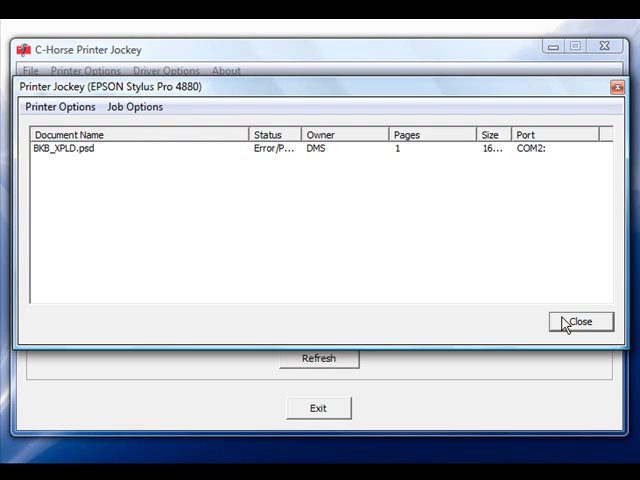 C-Horse Printer Jockey
File Printer Options Driver Options About
Printer Jockey (EPSON Stylus Pro 4880)
Printer Options Job Options
Document Name Status Owner Pages Size Port
BKB_XPLD.psd Error/P... DMS 1 16... COM2:
Close
Refresh
Exit